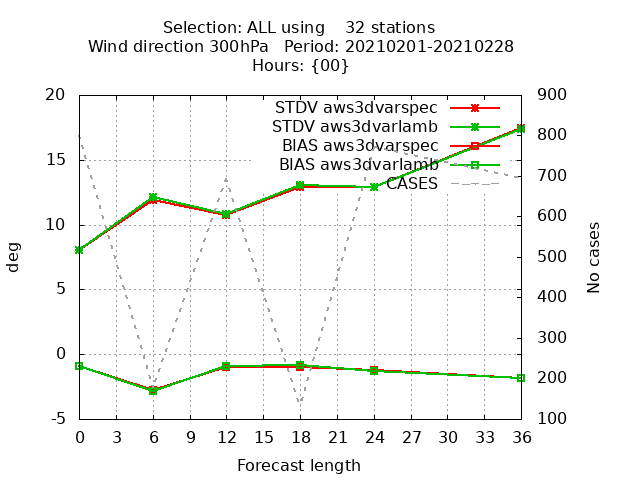 Selection: ALL using    32 stations
Wind direction 300hPa   Period: 20210201-20210228
Hours: {00}
20
15
10
5
0
-5
deg
STDV aws3dvarspec
STDV aws3dvarlamb
BIAS aws3dvarspec
BIAS aws3dvarlamb
CASES
900
800
700
600
500
400
300
200
100
No cases
0 3 6 9 12 15 18 21 24 27 30 33 36
Forecast length